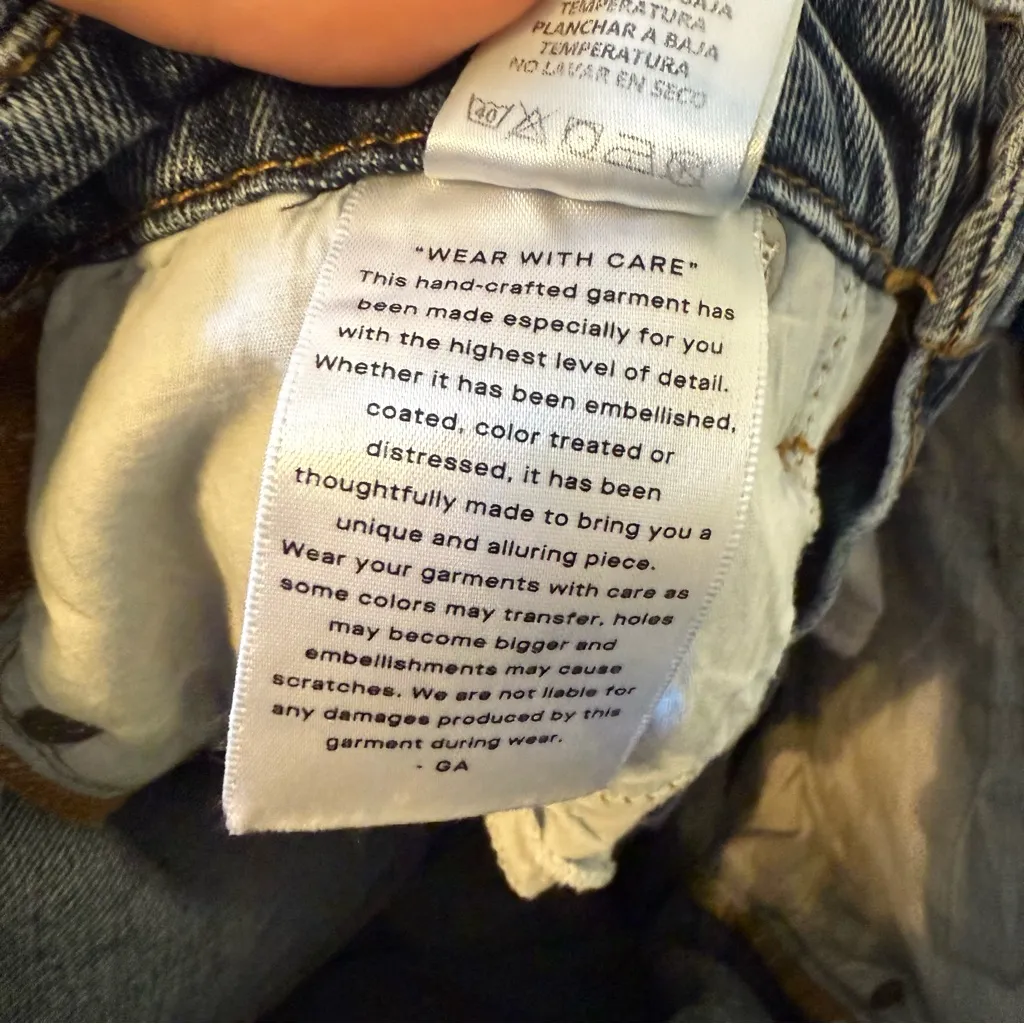 BAJA
TEMPERATURA
PLANCHAR A BAJA
TEMPERATURA
NO LAVAR EN SECO
40
"WEAR WITH CARE"
This hand-crafted garment has
been made especially for you
with the highest level of detail.
Whether it has been embellished,
coated, color treated or
distressed, it has been
thoughtfully made to bring you a
unique and alluring piece.
Wear your garments with care as
some colors may transfer, holes
may become bigger and
embellishments may cause
scratches. We are not liable for
any damages produced by this
garment during wear.
- GA